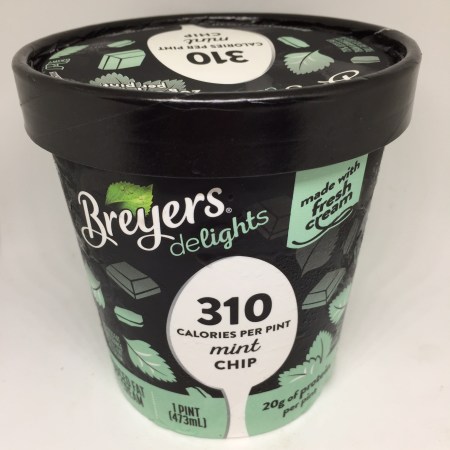 310
CALORIES PER PINT
mint
CHIP
Breyers®
delights
made with
fresh
cream
310
CALORIES PER PINT
mint
CHIP
1 PINT
(473mL)
20g of protein
per pint